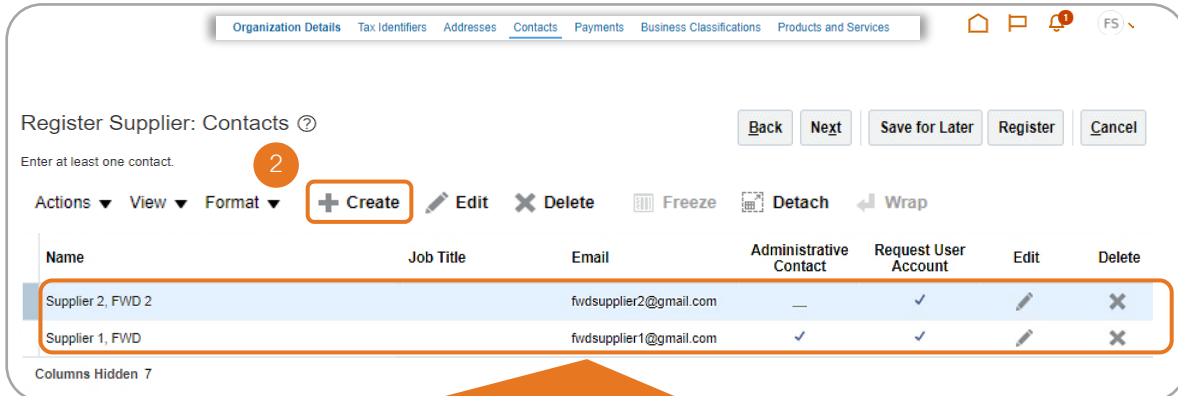 Organization Details Tax Identifiers Addresses Contacts Payments Business Classifications Products and Services 1 FS
Register Supplier: Contacts ? Back Next Save for Later Register Cancel
Enter at least one contact.
2
Actions View Format Create Edit Delete Freeze Detach Wrap
Name Job Title Email Administrative Contact Request User Account Edit Delete
Supplier 2, FWD 2 fwdsupplier2@gmail.com
Supplier 1, FWD fwdsupplier1@gmail.com
Columns Hidden 7